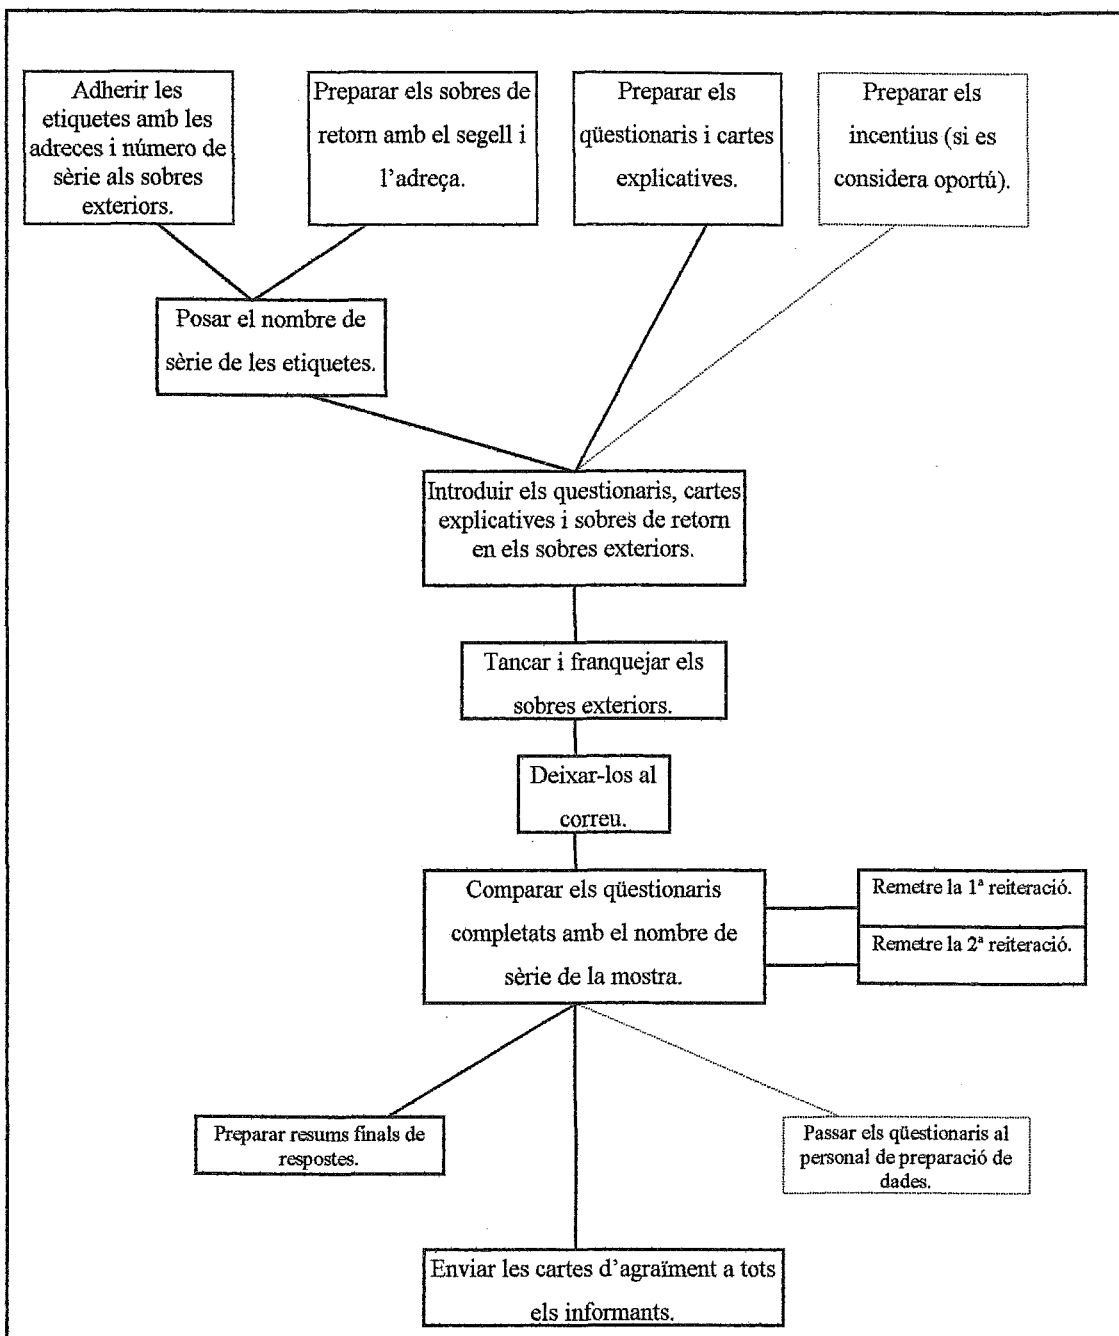 Adherir les
etiquetes amb les
adreces i número de
sèrie als sobres
exteriors.
Preparar els sobres de
retorn amb el segell i
l'adreça.
Preparar els
qüestionaris i cartes
explicatives.
Preparar els
incentius (si es
considera oportú).
Posar el nombre de
sèrie de les etiquetes.
Introduir els questionaris, cartes
explicatives i sobres de retorn
en els sobres exteriors.
Tancar i franquejar els
sobres exteriors.
Deixar-los al
correu.
Comparar els qüestionaris
completats amb el nombre de
sèrie de la mostra.
Remetre la 1ª reiteració.
Remetre la 2ª reiteració.
Preparar resums finals de
respostes.
Passar els qüestionaris al
personal de preparació de
dades.
Enviar les cartes d'agraïment a tots
els informants.